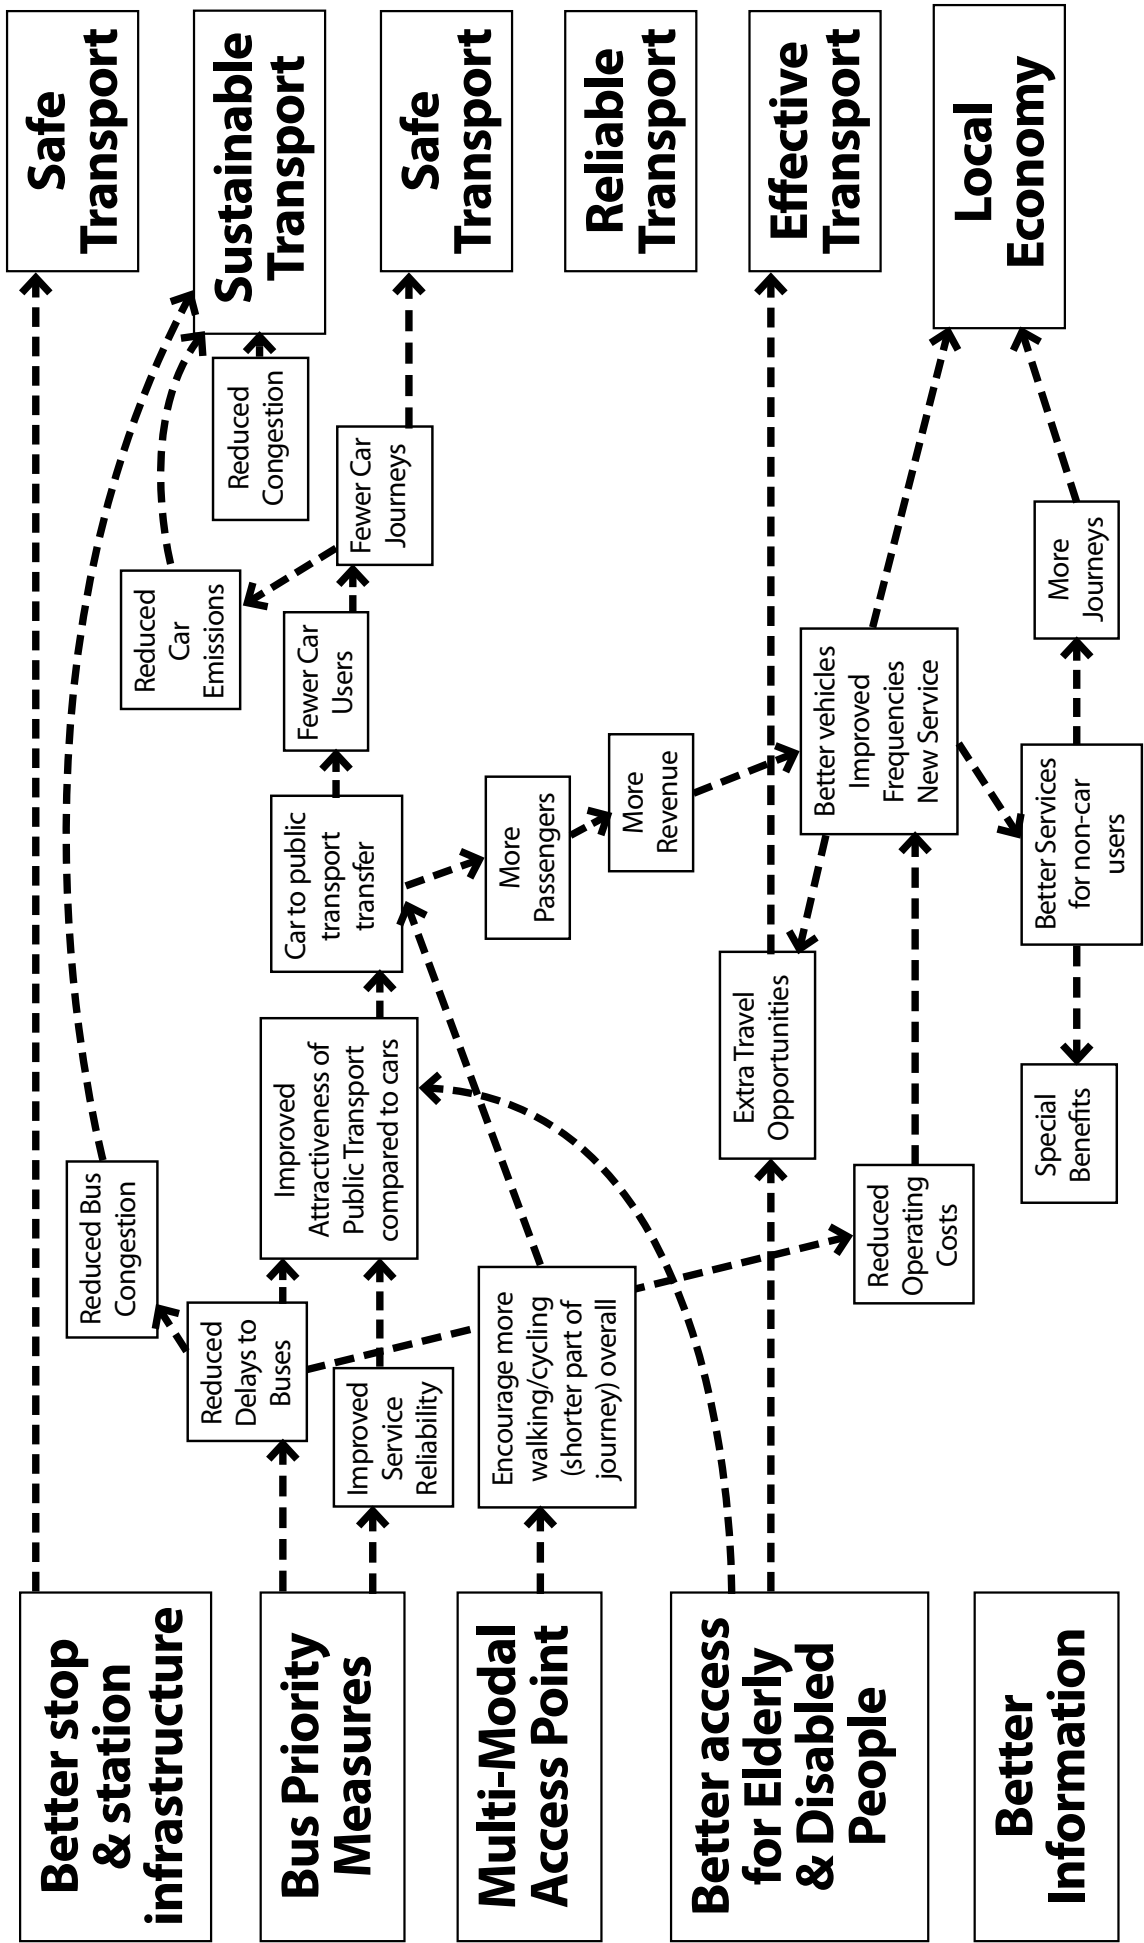 Better stop
& station
infrastructure
Bus Priority
Measures
Multi-Modal
Access Point
Better access
for Elderly
& Disabled
People
Better
Information
Reduced Bus
Congestion
Reduced
Delays to
Buses
Improved
Service
Reliability
Encourage more
walking/cycling
(shorter part of
journey) overall
Improved
Attractiveness of
Public Transport
compared to cars
Reduced
Operating
Costs
Special
Benefits
Extra Travel
Opportunities
Car to public
transport
transfer
More
Passengers
More
Revenue
Better vehicles
Improved
Frequencies
New Service
Better Services
for non-car
users
Reduced
Car
Emissions
Fewer Car
Users
Fewer Car
Journeys
More
Journeys
Reduced
Congestion
Safe
Transport
Sustainable
Transport
Safe
Transport
Reliable
Transport
Effective
Transport
Local
Economy